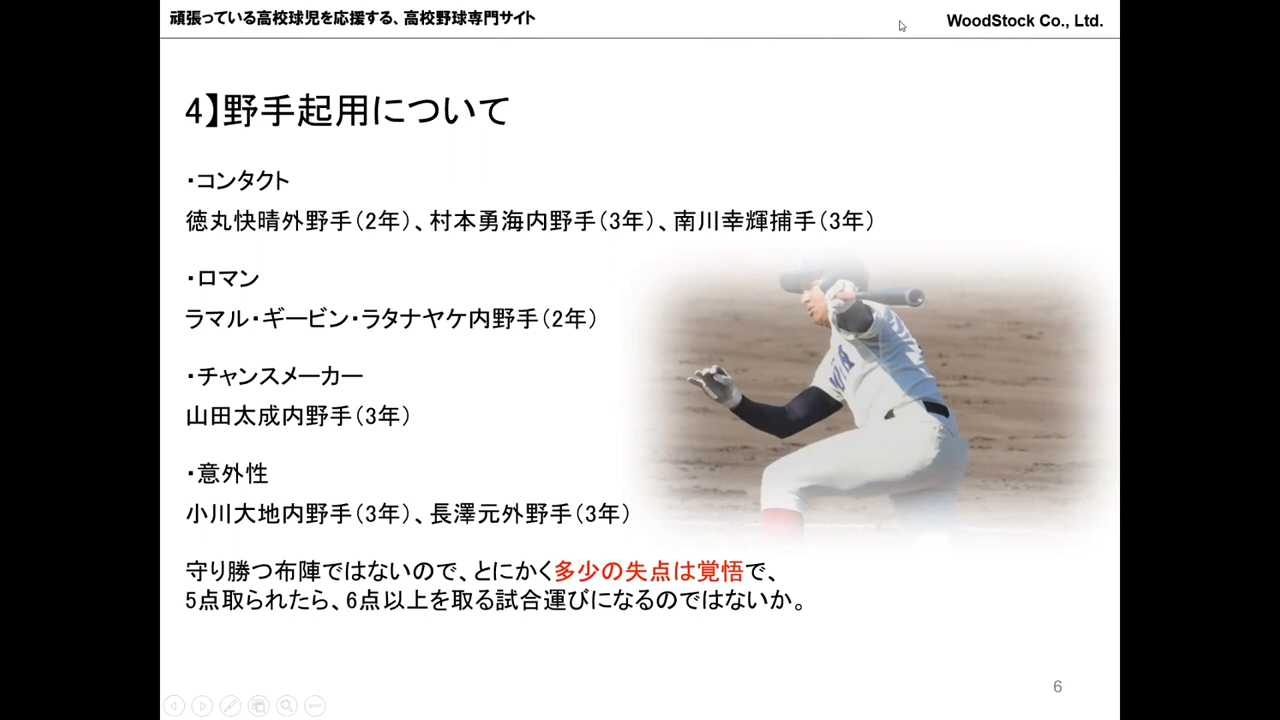 頑張っている高校球児を応援する、高校野球専門サイト
WoodStock Co., Ltd.
4】野手起用について
・コンタクト
徳丸快晴外野手（2年）、村本勇海内野手（3年）、南川幸輝捕手（3年）
・ロマン
ラマル・ギービン・ラタナヤケ内野手（2年）
・チャンスメーカー
山田太成内野手（3年）
・意外性
小川大地内野手（3年）、長澤元外野手（3年）
守り勝つ布陣ではないので、とにかく多少の失点は覚悟で、
5点取られたら、6点以上を取る試合運びになるのではないか。
6